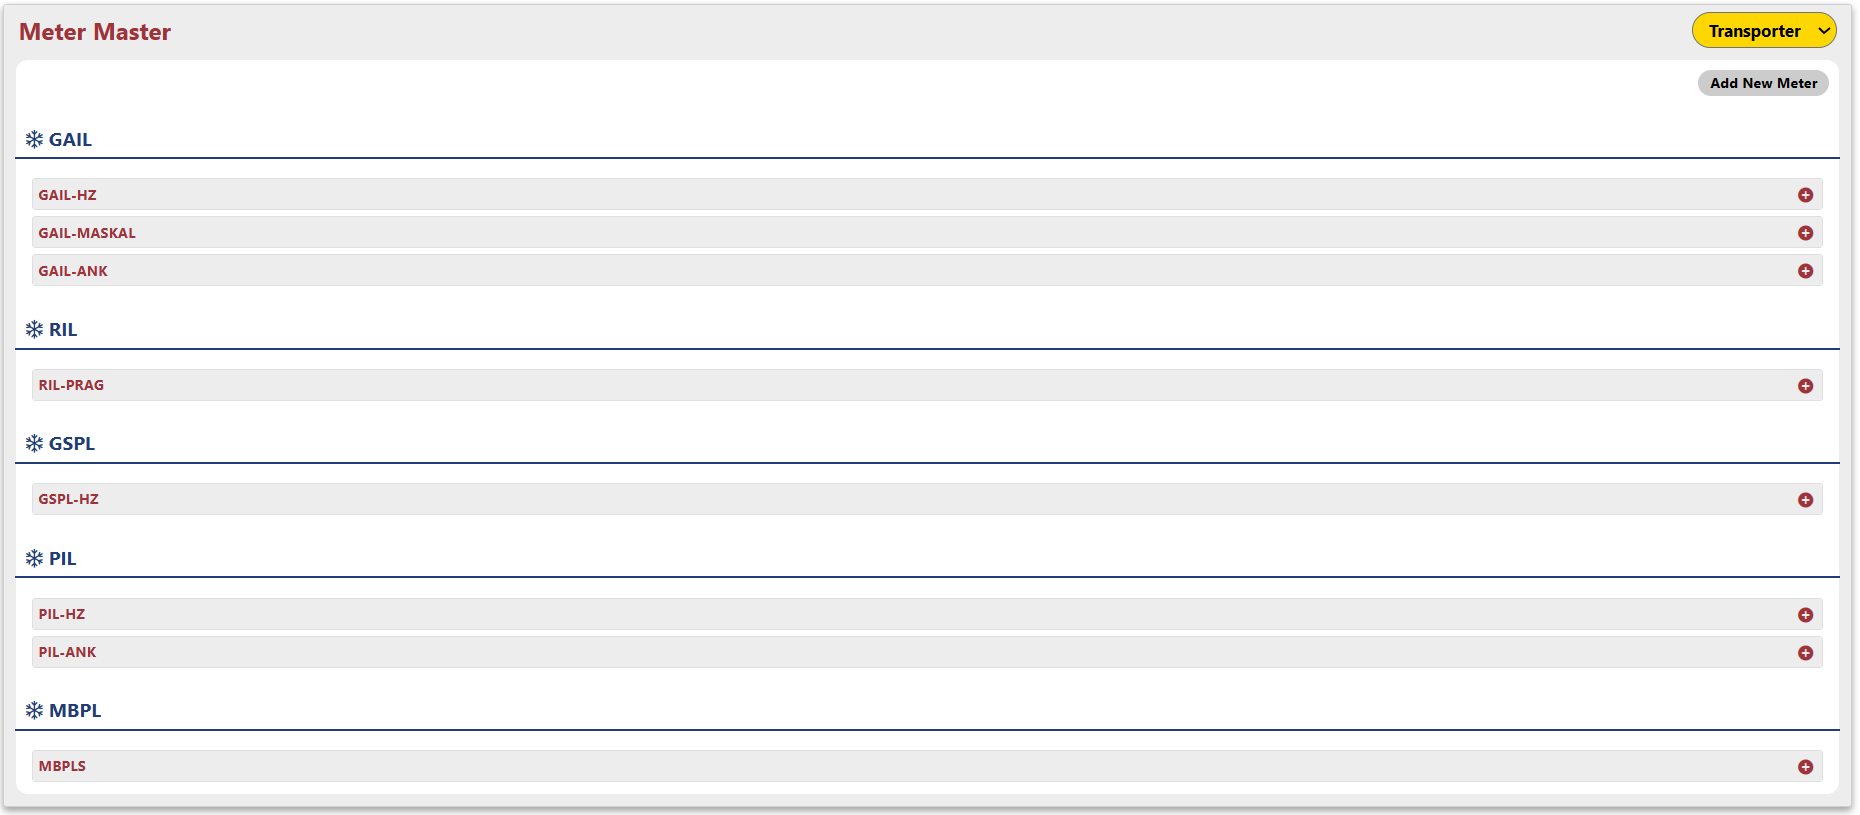 Meter Master
Transporter
Add New Meter
GAIL
GAIL-HZ
GAIL-MASKAL
GAIL-ANK
RIL
RIL-PRAG
GSPL
GSPL-HZ
PIL
PIL-HZ
PIL-ANK
MBPL
MBPLS